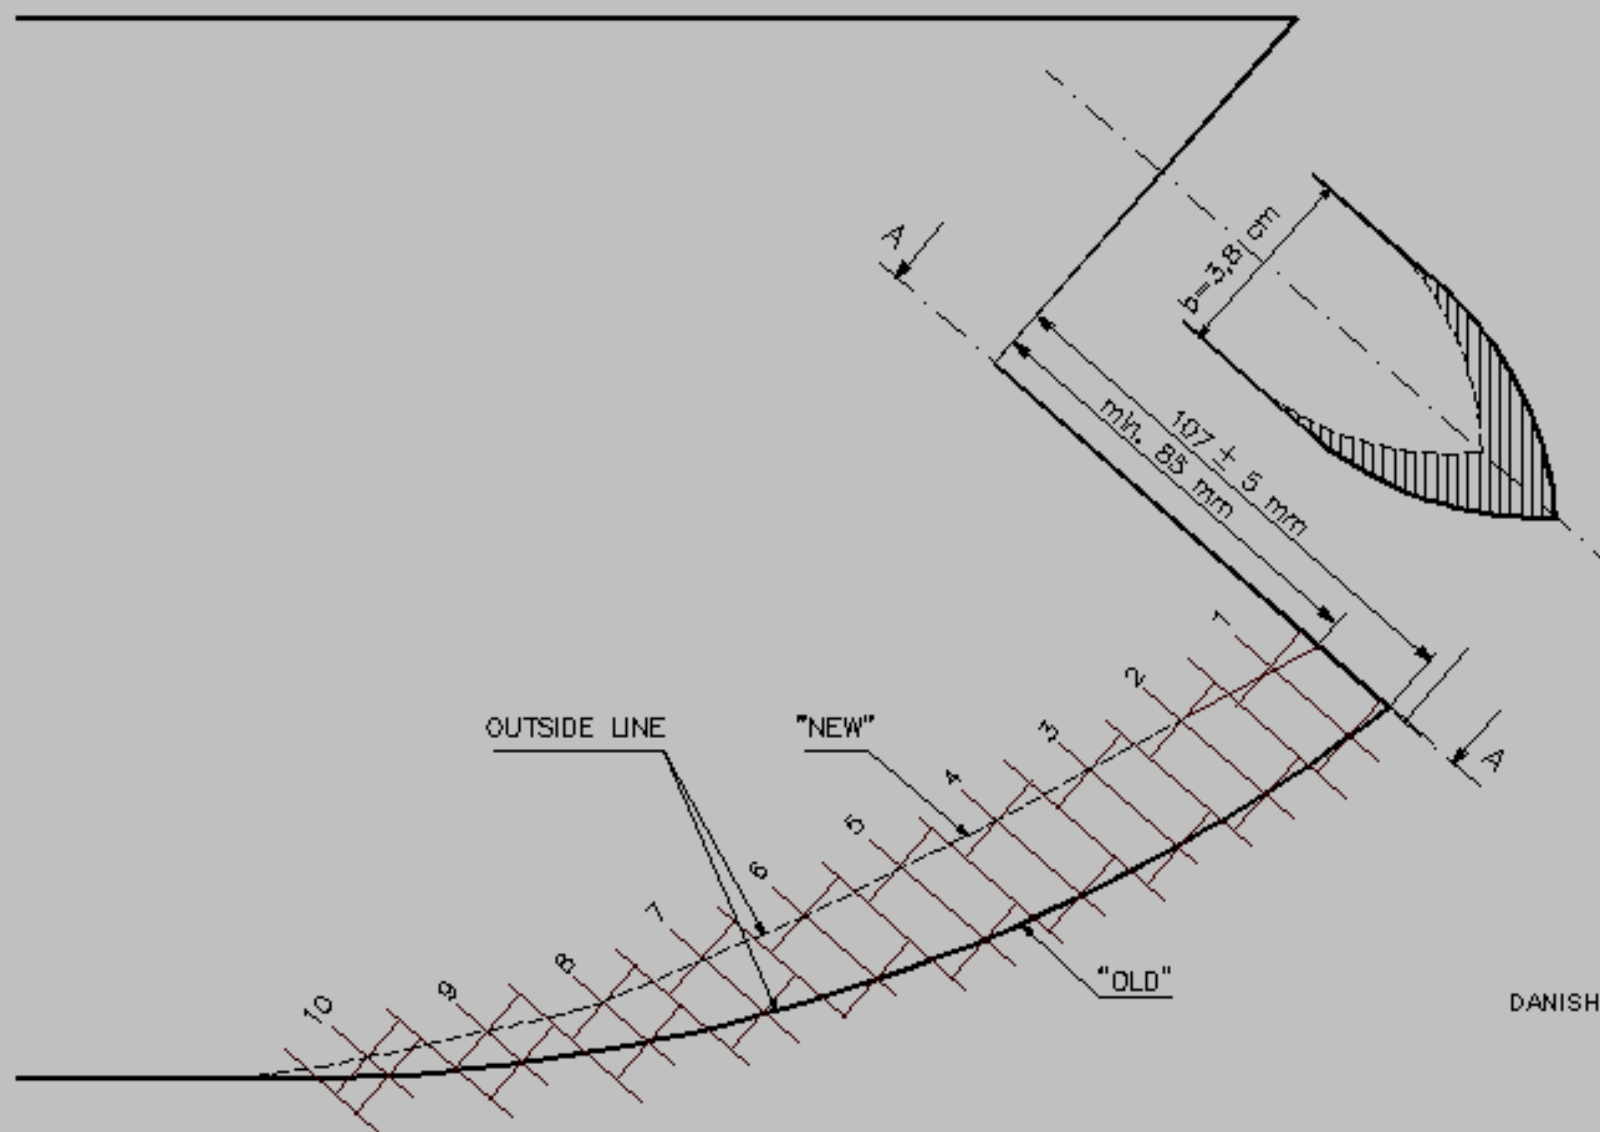 A
b=3,8 cm
107 ± 5 mm
min. 85 mm
1
2
3
4
5
6
7
8
9
10
OUTSIDE LINE
"NEW"
"OLD"
A
DANISH